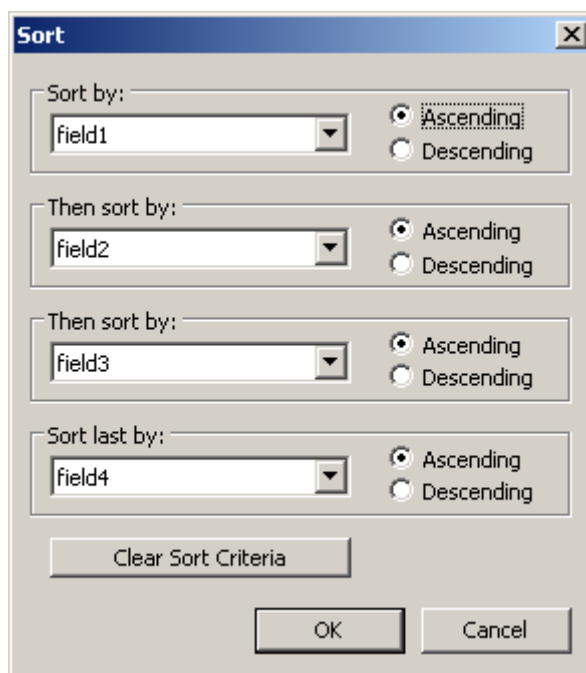 Sort
Sort by:
field1
Ascending
Descending
Then sort by:
field2
Ascending
Descending
Then sort by:
field3
Ascending
Descending
Sort last by:
field4
Ascending
Descending
Clear Sort Criteria
OK
Cancel